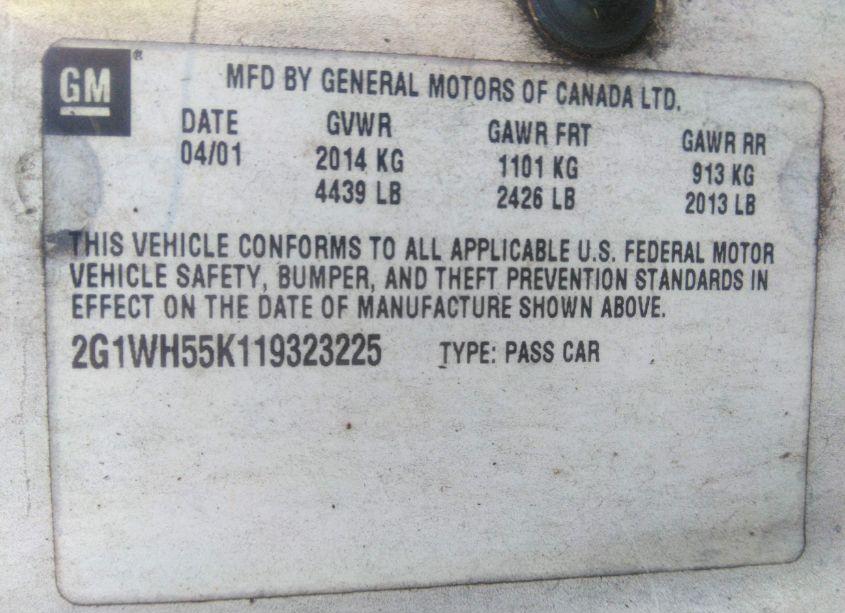 GM®
MFD BY GENERAL MOTORS OF CANADA LTD.
DATE GVWR GAWR FRT GAWR RR
04/01 2014 KG 1101 KG 913 KG
4439 LB 2426 LB 2013 LB
THIS VEHICLE CONFORMS TO ALL APPLICABLE U.S. FEDERAL MOTOR
VEHICLE SAFETY, BUMPER, AND THEFT PREVENTION STANDARDS IN
EFFECT ON THE DATE OF MANUFACTURE SHOWN ABOVE.
2G1WH55K119323225 TYPE: PASS CAR